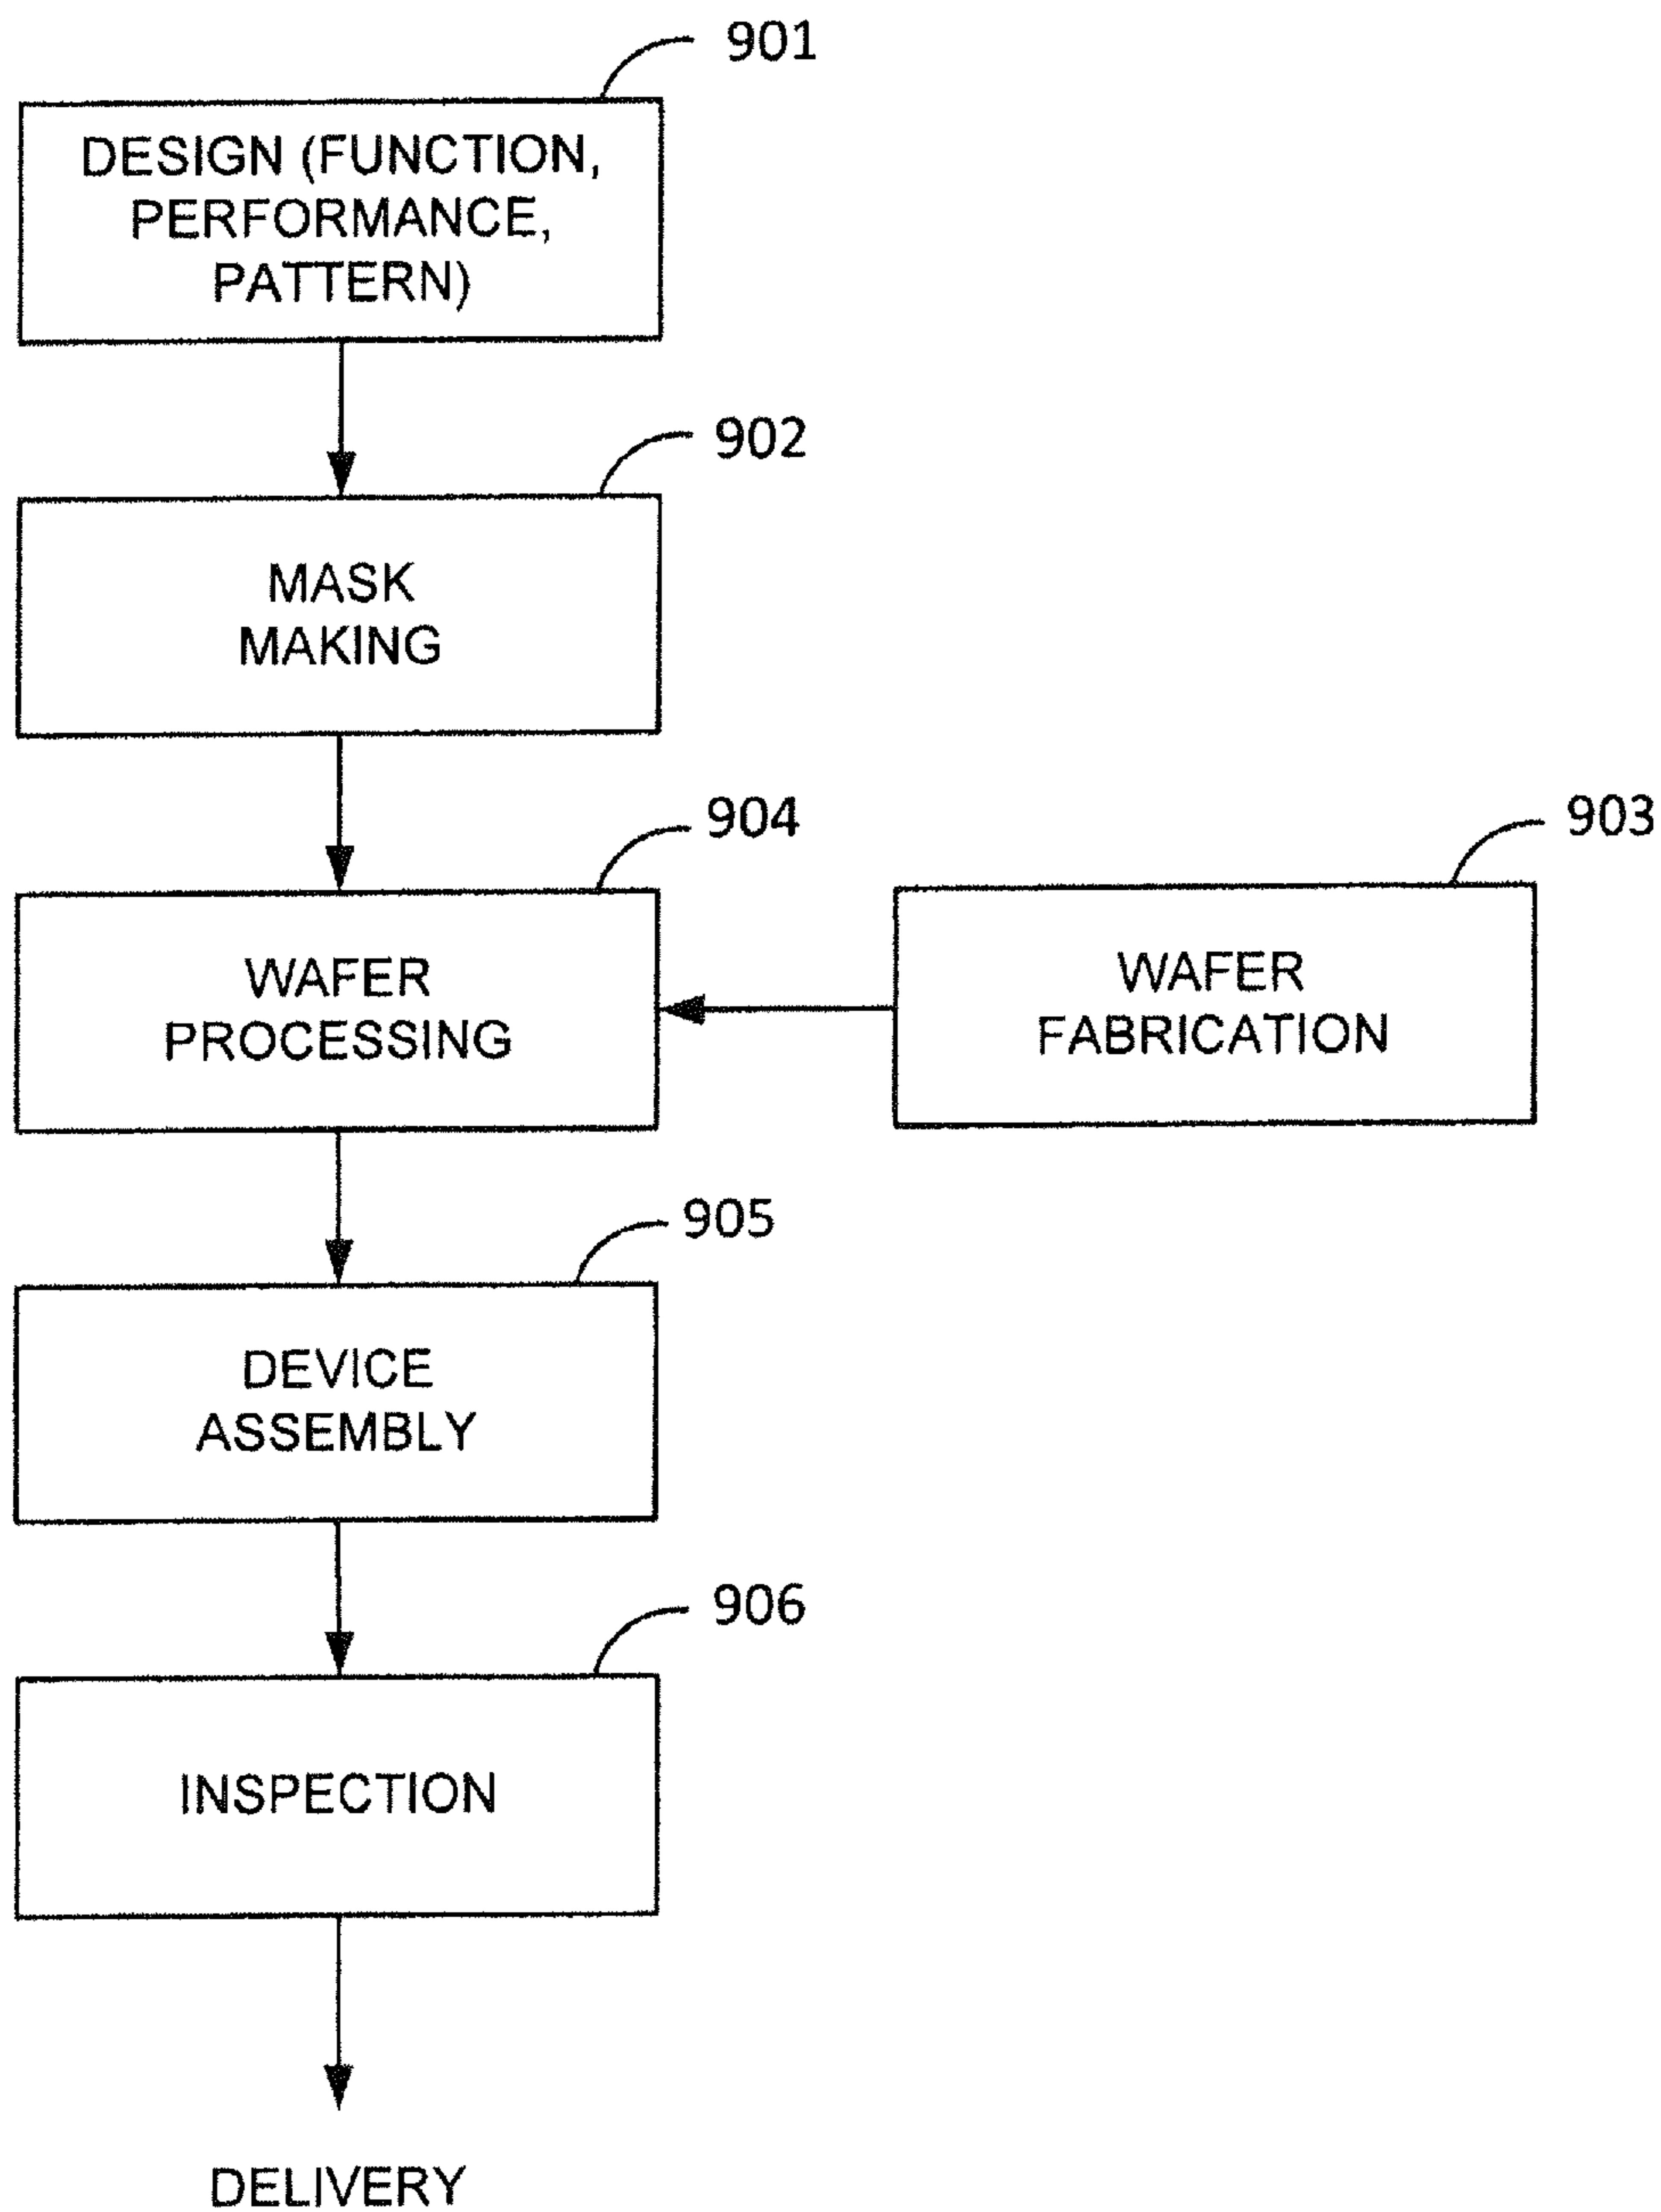 901
DESIGN (FUNCTION,
PERFORMANCE,
PATTERN)
902
MASK
MAKING
904
WAFER
PROCESSING
903
WAFER
FABRICATION
905
DEVICE
ASSEMBLY
906
INSPECTION
DELIVERY